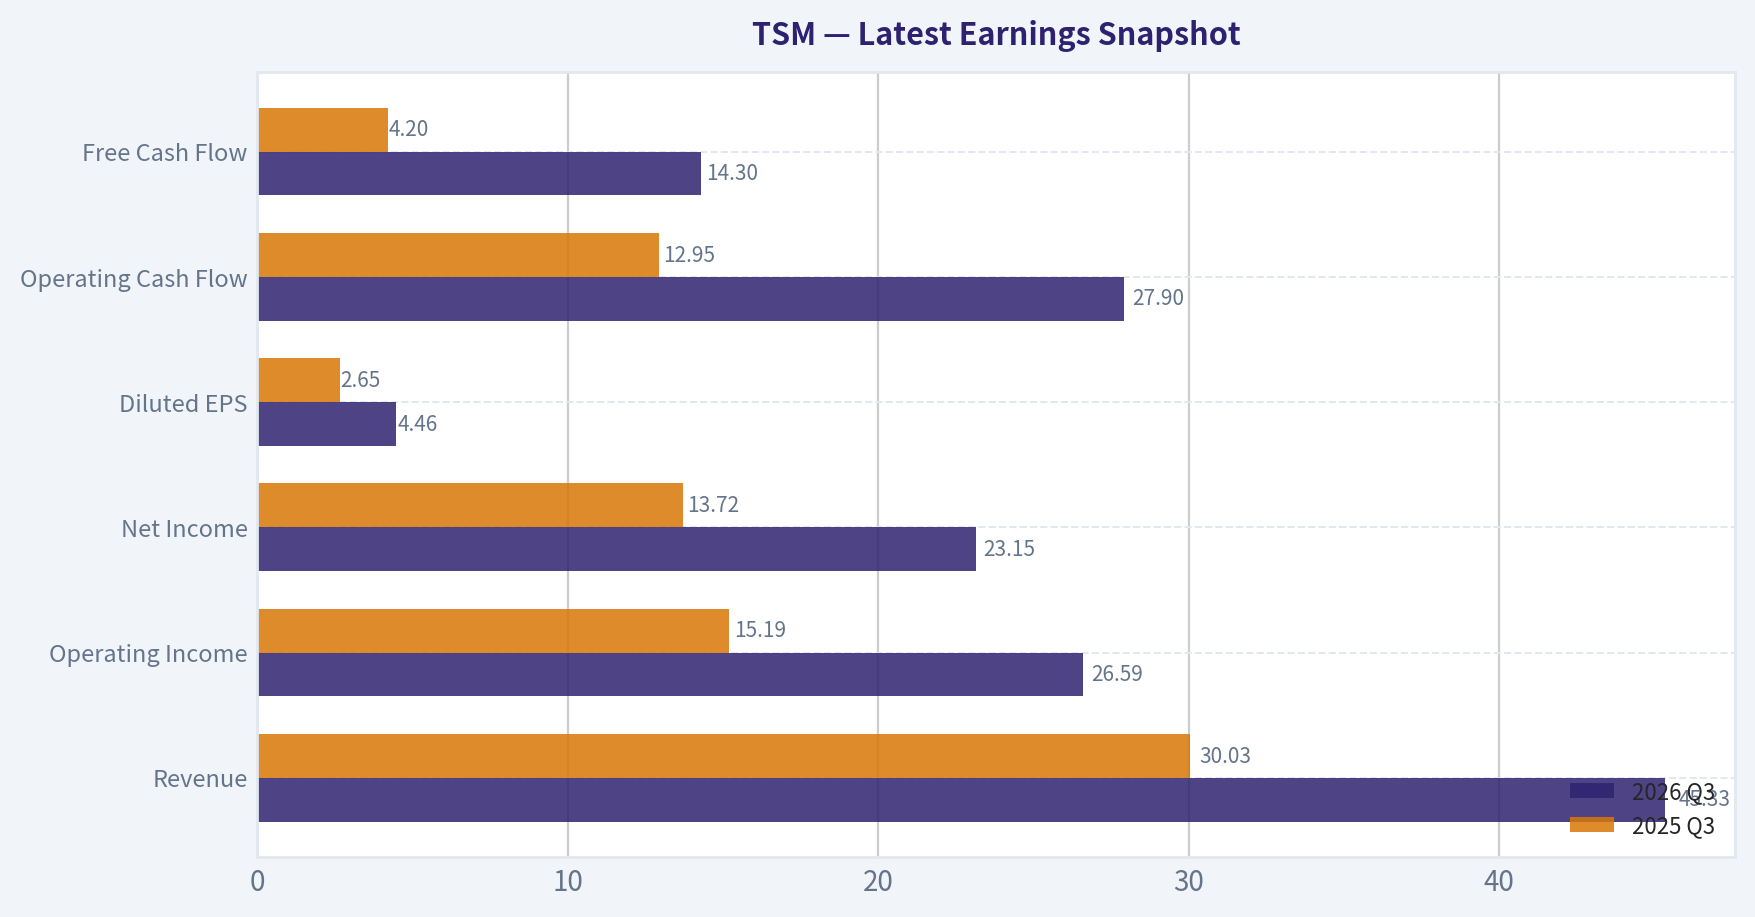 TSM — Latest Earnings Snapshot
Free Cash Flow
4.20
14.30
Operating Cash Flow
12.95
27.90
Diluted EPS
2.65
4.46
Net Income
13.72
23.15
Operating Income
15.19
26.59
Revenue
30.03
45.33
2026 Q3
2025 Q3
0 10 20 30 40